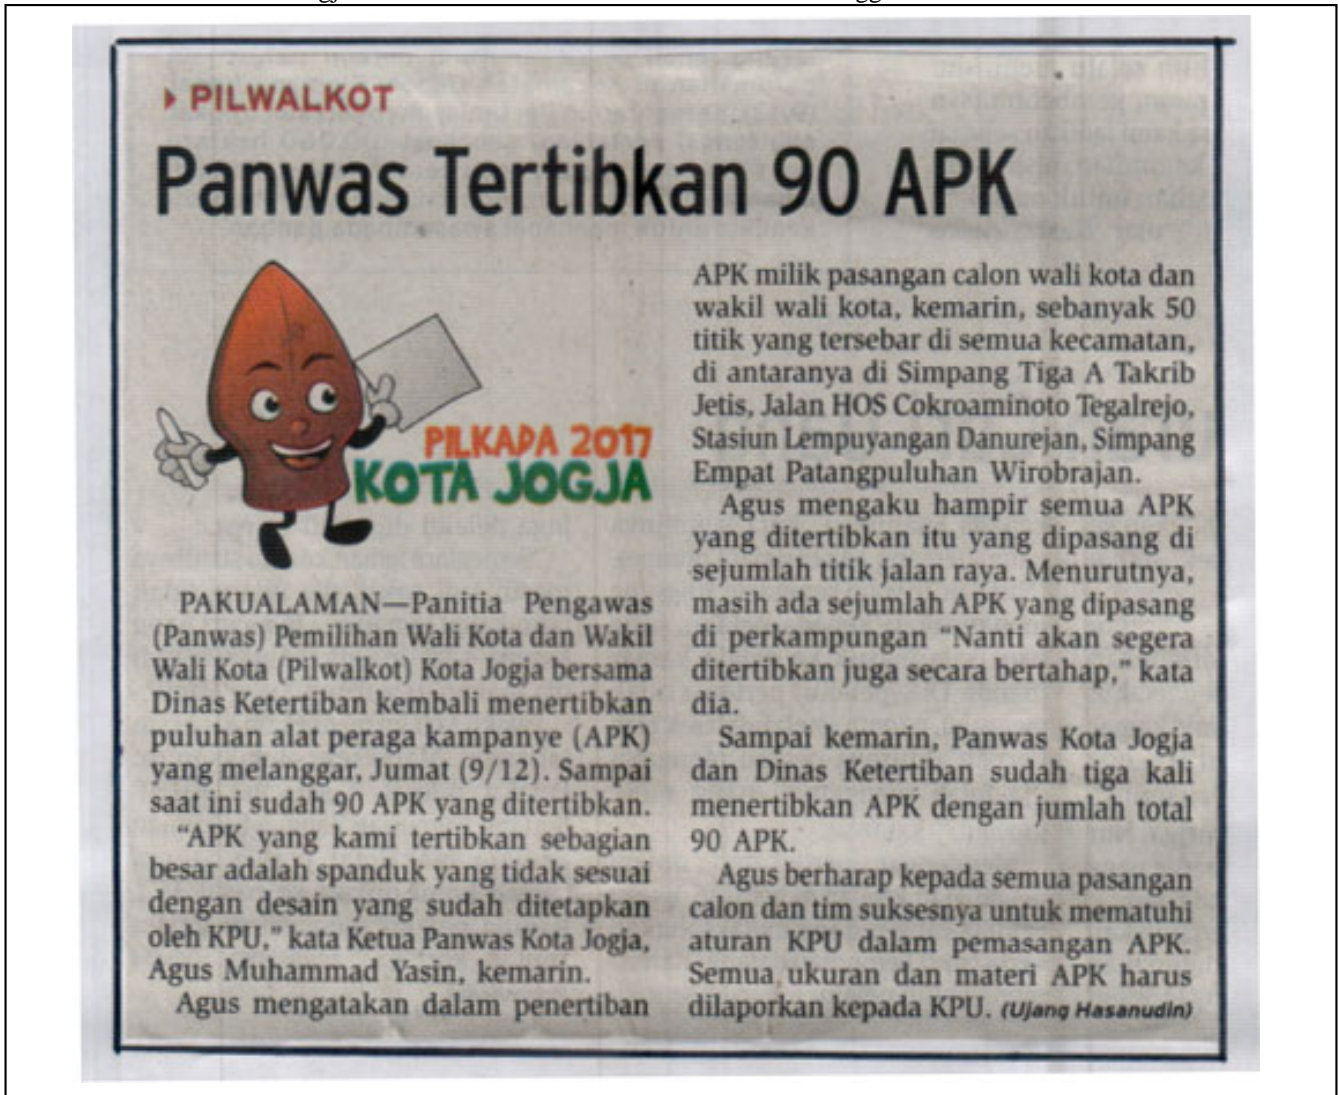 PILWALKOT
Panwas Tertibkan 90 APK
PILKADA 2017
KOTA JOGJA
PAKUALAMAN—Panitia Pengawas
(Panwas) Pemilihan Wali Kota dan Wakil
Wali Kota (Pilwalkot) Kota Jogja bersama
Dinas Ketertiban kembali menertibkan
puluhan alat peraga kampanye (APK)
yang melanggar, Jumat (9/12). Sampai
saat ini sudah 90 APK yang ditertibkan.
“APK yang kami tertibkan sebagian
besar adalah spanduk yang tidak sesuai
dengan desain yang sudah ditetapkan
oleh KPU,” kata Ketua Panwas Kota Jogja,
Agus Muhammad Yasin, kemarin.
Agus mengatakan dalam penertiban
APK milik pasangan calon wali kota dan
wakil wali kota, kemarin, sebanyak 50
titik yang tersebar di semua kecamatan,
di antaranya di Simpang Tiga A Takrib
Jetis, Jalan HOS Cokroaminoto Tegalrejo,
Stasiun Lempuyangan Danurejan, Simpang
Empat Patangpuluhan Wirobrajan.
Agus mengaku hampir semua APK
yang ditertibkan itu yang dipasang di
sejumlah titik jalan raya. Menurutnya,
masih ada sejumlah APK yang dipasang
di perkampungan “Nanti akan segera
ditertibkan juga secara bertahap,” kata
dia.
Sampai kemarin, Panwas Kota Jogja
dan Dinas Ketertiban sudah tiga kali
menertibkan APK dengan jumlah total
90 APK.
Agus berharap kepada semua pasangan
calon dan tim suksesnya untuk mematuhi
aturan KPU dalam pemasangan APK.
Semua ukuran dan materi APK harus
dilaporkan kepada KPU. (Ujang Hasanudin)